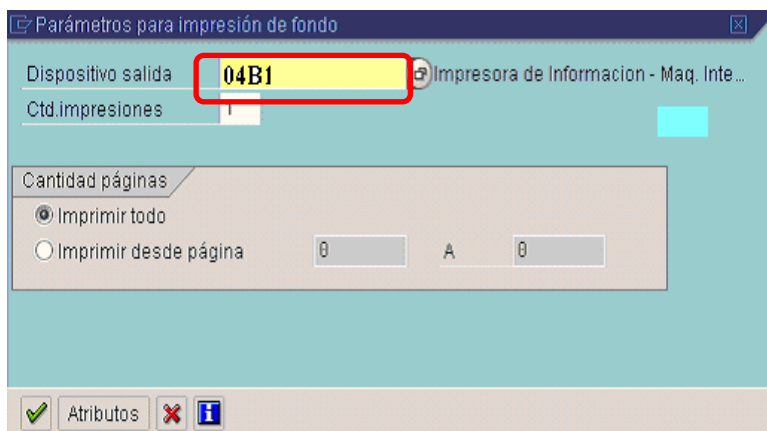 Parámetros para impresión de fondo
Dispositivo salida 04B1 Impresora de Informacion - Maq. Inte...
Ctd.impresiones 1
Cantidad páginas
Imprimir todo
Imprimir desde página 0 A 0
Atributos